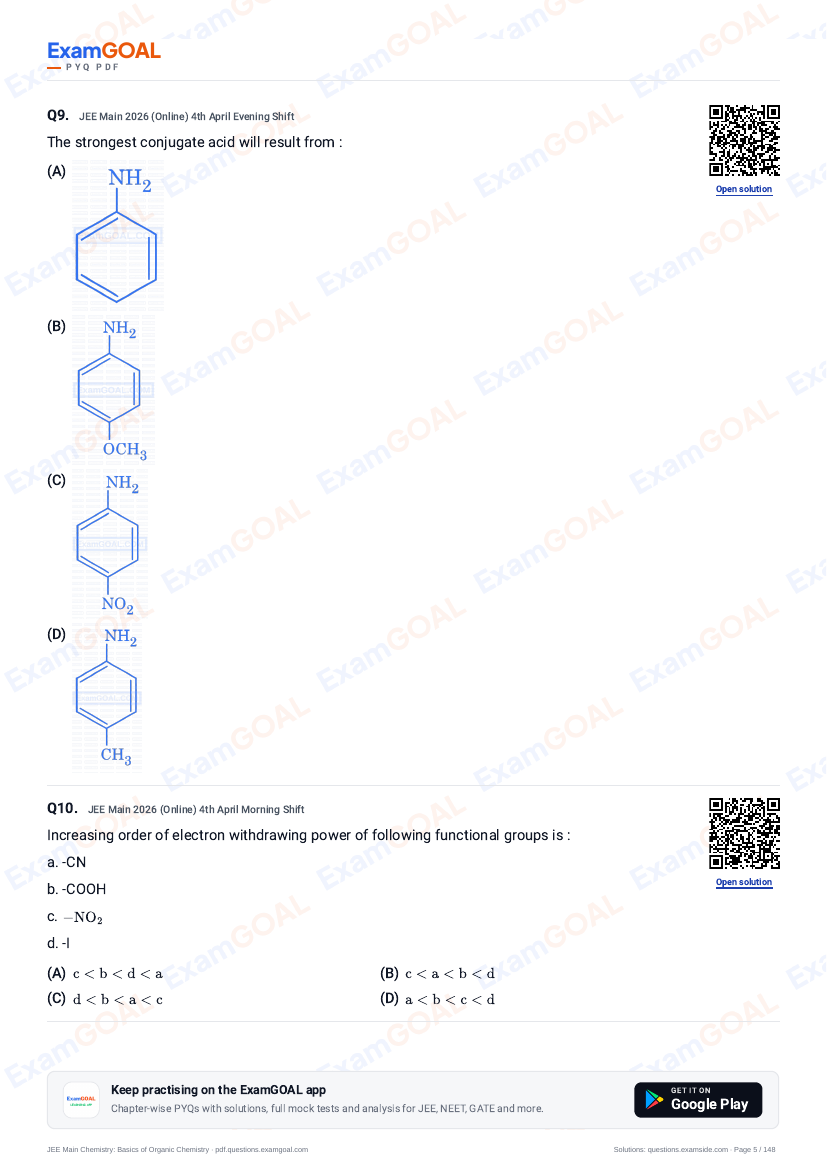 ExamGOAL
PYQ PDF
Q9. JEE Main 2026 (Online) 4th April Evening Shift
The strongest conjugate acid will result from :
Open solution
(A)
NH2
(B)
NH2
OCH3
(C)
NH2
NO2
(D)
NH2
CH3
Q10. JEE Main 2026 (Online) 4th April Morning Shift
Increasing order of electron withdrawing power of following functional groups is :
Open solution
a. -CN
b. -COOH
c. −NO2
d. -I
(A) c < b < d < a (B) c < a < b < d
(C) d < b < a < c (D) a < b < c < d
Keep practising on the ExamGOAL app
Chapter-wise PYQs with solutions, full mock tests and analysis for JEE, NEET, GATE and more.
GET IT ON
Google Play
JEE Main Chemistry: Basics of Organic Chemistry · pdf.questions.examgoal.com Solutions: questions.examside.com · Page 5 / 148